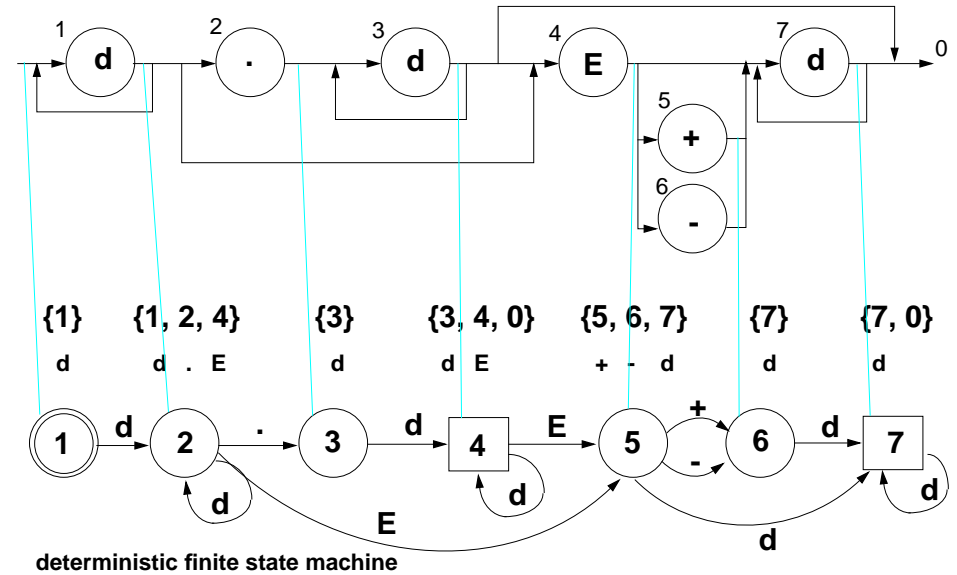 1 2 3 4 7 0
d . d E d
5
+
6
-
{1} {1, 2, 4} {3} {3, 4, 0} {5, 6, 7} {7} {7, 0}
d d . E d d E + - d d d
d . d E + - d
1 2 3 4 5 6 7
d d d
E d
deterministic finite state machine